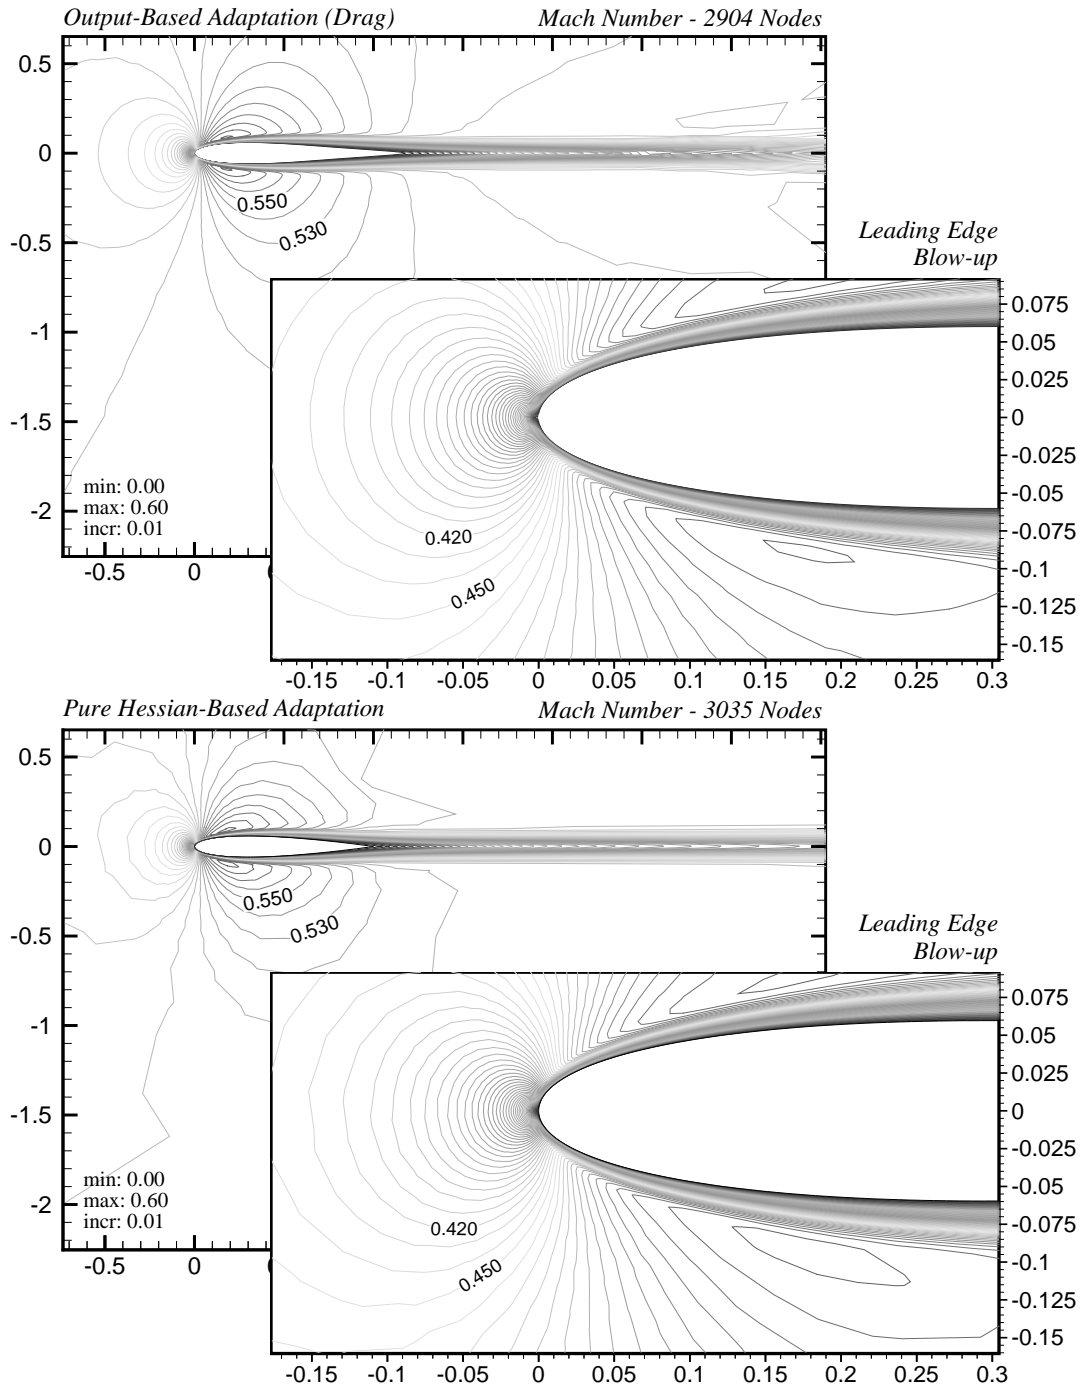 Output-Based Adaptation (Drag)
Mach Number - 2904 Nodes
0.5
0
-0.5
-1
-1.5
-2
0.550
0.530
min: 0.00
max: 0.60
incr: 0.01
-0.5 0
Leading Edge
Blow-up
0.420
0.450
0.075
0.05
0.025
0
-0.025
-0.05
-0.075
-0.1
-0.125
-0.15
-0.15 -0.1 -0.05 0 0.05 0.1 0.15 0.2 0.25 0.3
Pure Hessian-Based Adaptation
Mach Number - 3035 Nodes
0.5
0
-0.5
-1
-1.5
-2
0.550
0.530
min: 0.00
max: 0.60
incr: 0.01
-0.5 0
Leading Edge
Blow-up
0.420
0.450
0.075
0.05
0.025
0
-0.025
-0.05
-0.075
-0.1
-0.125
-0.15
-0.15 -0.1 -0.05 0 0.05 0.1 0.15 0.2 0.25 0.3